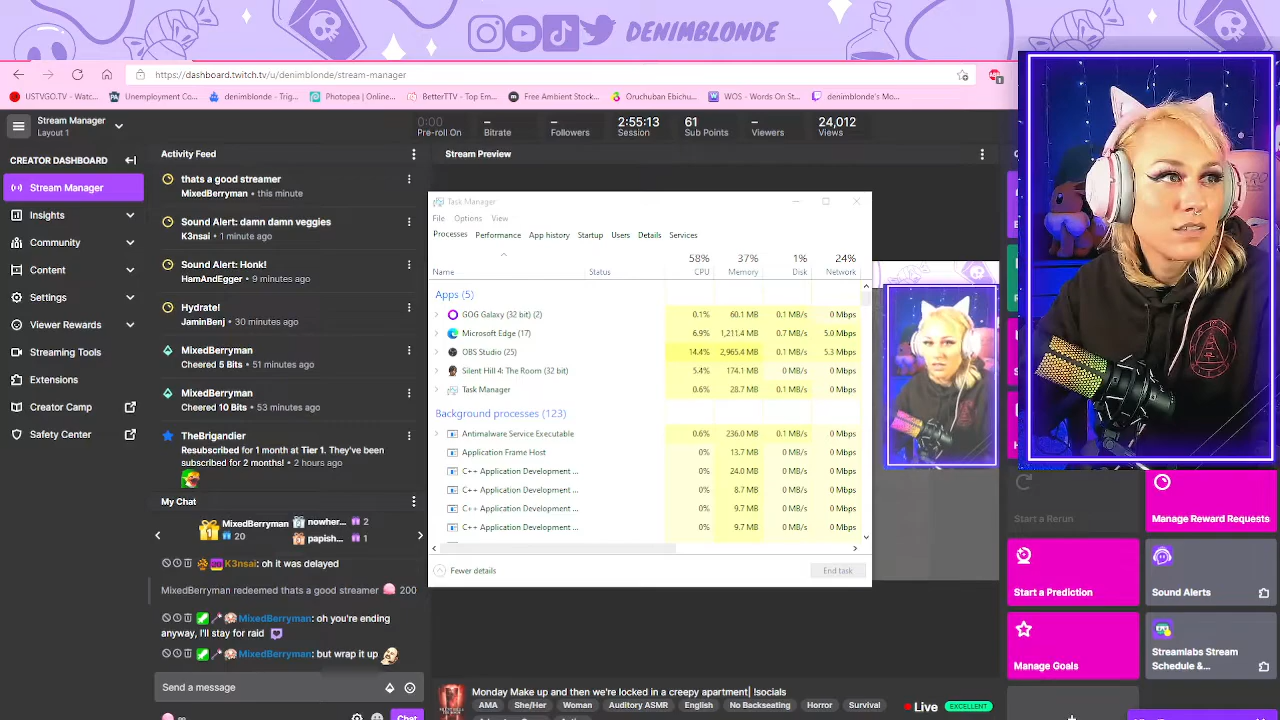 DENIMBLONDE
https://dashboard.twitch.tv/u/denimblonde/stream-manager
USTVGO.TV - Watc...
Unemployment Co...
denimblonde - Trig...
Photopea | Online...
BetterTTV - Top Em...
Free Ambient Stock...
Oruchuban Ebichu...
WOS - Words On St...
denimblonde's Mo...
Stream Manager
Layout 1
0:00
Pre-roll On
Bitrate
Followers
2:55:13
Session
61
Sub Points
Viewers
24,012
Views
CREATOR DASHBOARD
Stream Manager
Insights
Community
Content
Settings
Viewer Rewards
Streaming Tools
Extensions
Creator Camp
Safety Center
Activity Feed
thats a good streamer
MixedBerryman • this minute
Sound Alert: damn damn veggies
K3nsai • 1 minute ago
Sound Alert: Honk!
HamAndEgger • 9 minute ago
Hydrate!
JaminBenj • 30 minute ago
MixedBerryman
Cheered 5 Bits • 51 minute ago
MixedBerryman
Cheered 10 Bits • 53 minute ago
TheBrigandier
Resubscribed for 1 month at Tier 1. They've
been subscribed for 2 months! • 2 hours ago
My Chat
MixedBerryman
20
nowher... 2
papish... 1
K3nsai: oh it was delayed
MixedBerryman redeemed thats a good streamer 200
MixedBerryman: oh you're ending
anyway, I'll stay for raid
MixedBerryman: but wrap it up
Send a message
Chat
Stream Preview
Task Manager
File Options View
Processes Performance App history Startup Users Details Services
58% 37% 1% 24%
Name Status CPU Memory Disk Network
Apps (5)
GOG Galaxy (32 bit) (2) 0.1% 60.1 MB 0.1 MB/s 0 Mbps
Microsoft Edge (17) 6.9% 1,211.4 MB 0.7 MB/s 5.0 Mbps
OBS Studio (25) 14.4% 2,965.4 MB 0.1 MB/s 5.3 Mbps
Silent Hill 4: The Room (32 bit) 5.4% 174.1 MB 0 MB/s 0 Mbps
Task Manager 0.6% 28.7 MB 0 MB/s 0 Mbps
Background processes (123)
Antimalware Service Executable 0.6% 236.0 MB 0.1 MB/s 0 Mbps
Application Frame Host 0% 13.7 MB 0 MB/s 0 Mbps
C++ Application Development ... 0% 24.0 MB 0 MB/s 0 Mbps
C++ Application Development ... 0% 8.7 MB 0 MB/s 0 Mbps
C++ Application Development ... 0% 9.7 MB 0 MB/s 0 Mbps
C++ Application Development ... 0% 9.7 MB 0 MB/s 0 Mbps
Fewer details
End task
Monday Make up and then we're locked in a creepy apartment| !socials
AMA She/Her Woman Auditory ASMR English No Backseating Horror Survival
Live EXCELLENT
Start a Rerun
Manage Reward Requests
Start a Prediction
Sound Alerts
Manage Goals
Streamlabs Stream
Schedule &...